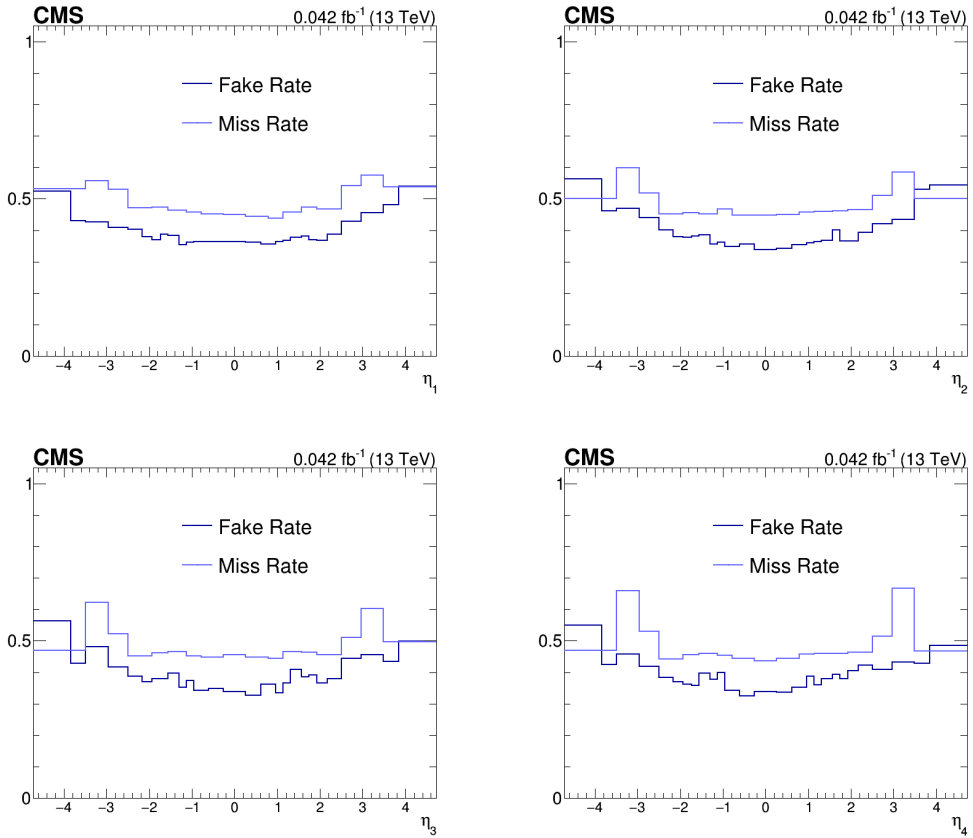 CMS 0.042 fb⁻¹ (13 TeV)
1
Fake Rate
Miss Rate
0.5
0
−4 −3 −2 −1 0 1 2 3 4
η₁
CMS 0.042 fb⁻¹ (13 TeV)
1
Fake Rate
Miss Rate
0.5
0
−4 −3 −2 −1 0 1 2 3 4
η₂
CMS 0.042 fb⁻¹ (13 TeV)
1
Fake Rate
Miss Rate
0.5
0
−4 −3 −2 −1 0 1 2 3 4
η₃
CMS 0.042 fb⁻¹ (13 TeV)
1
Fake Rate
Miss Rate
0.5
0
−4 −3 −2 −1 0 1 2 3 4
η₄